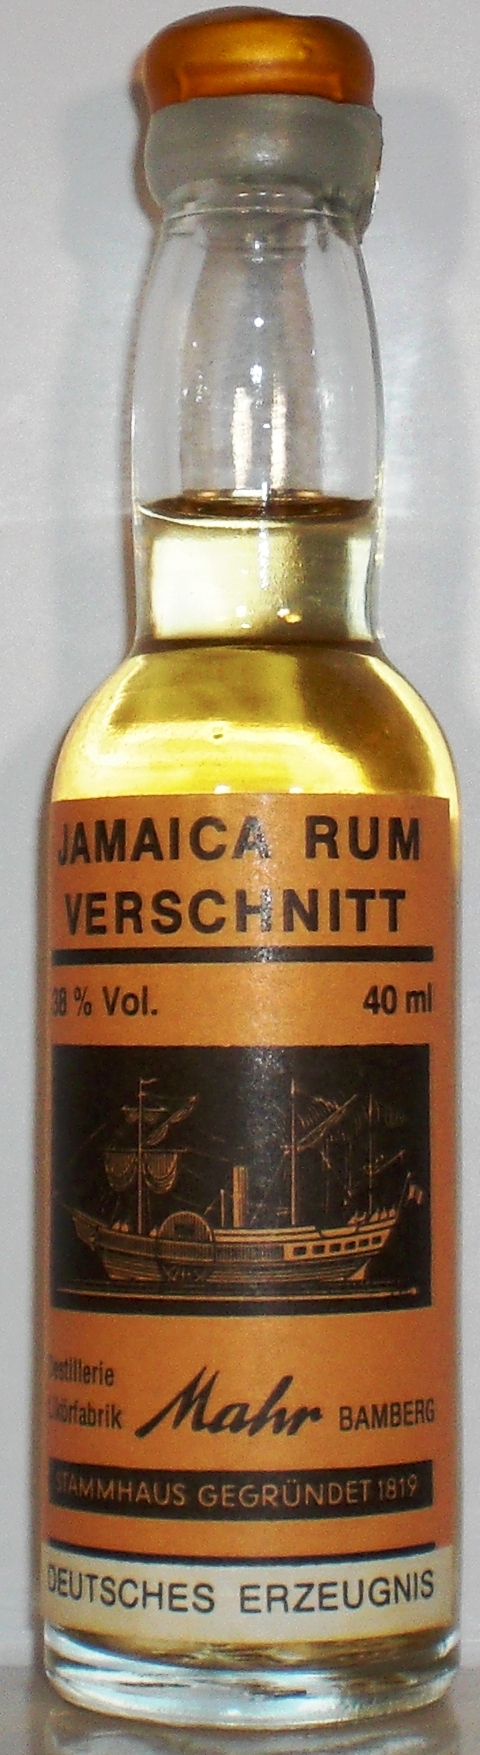 JAMAICA RUM
VERSCHNITT
38 % Vol. 40 ml
Destillerie
Likörfabrik Mahr BAMBERG
STAMMHAUS GEGRÜNDET 1819
DEUTSCHES ERZEUGNIS